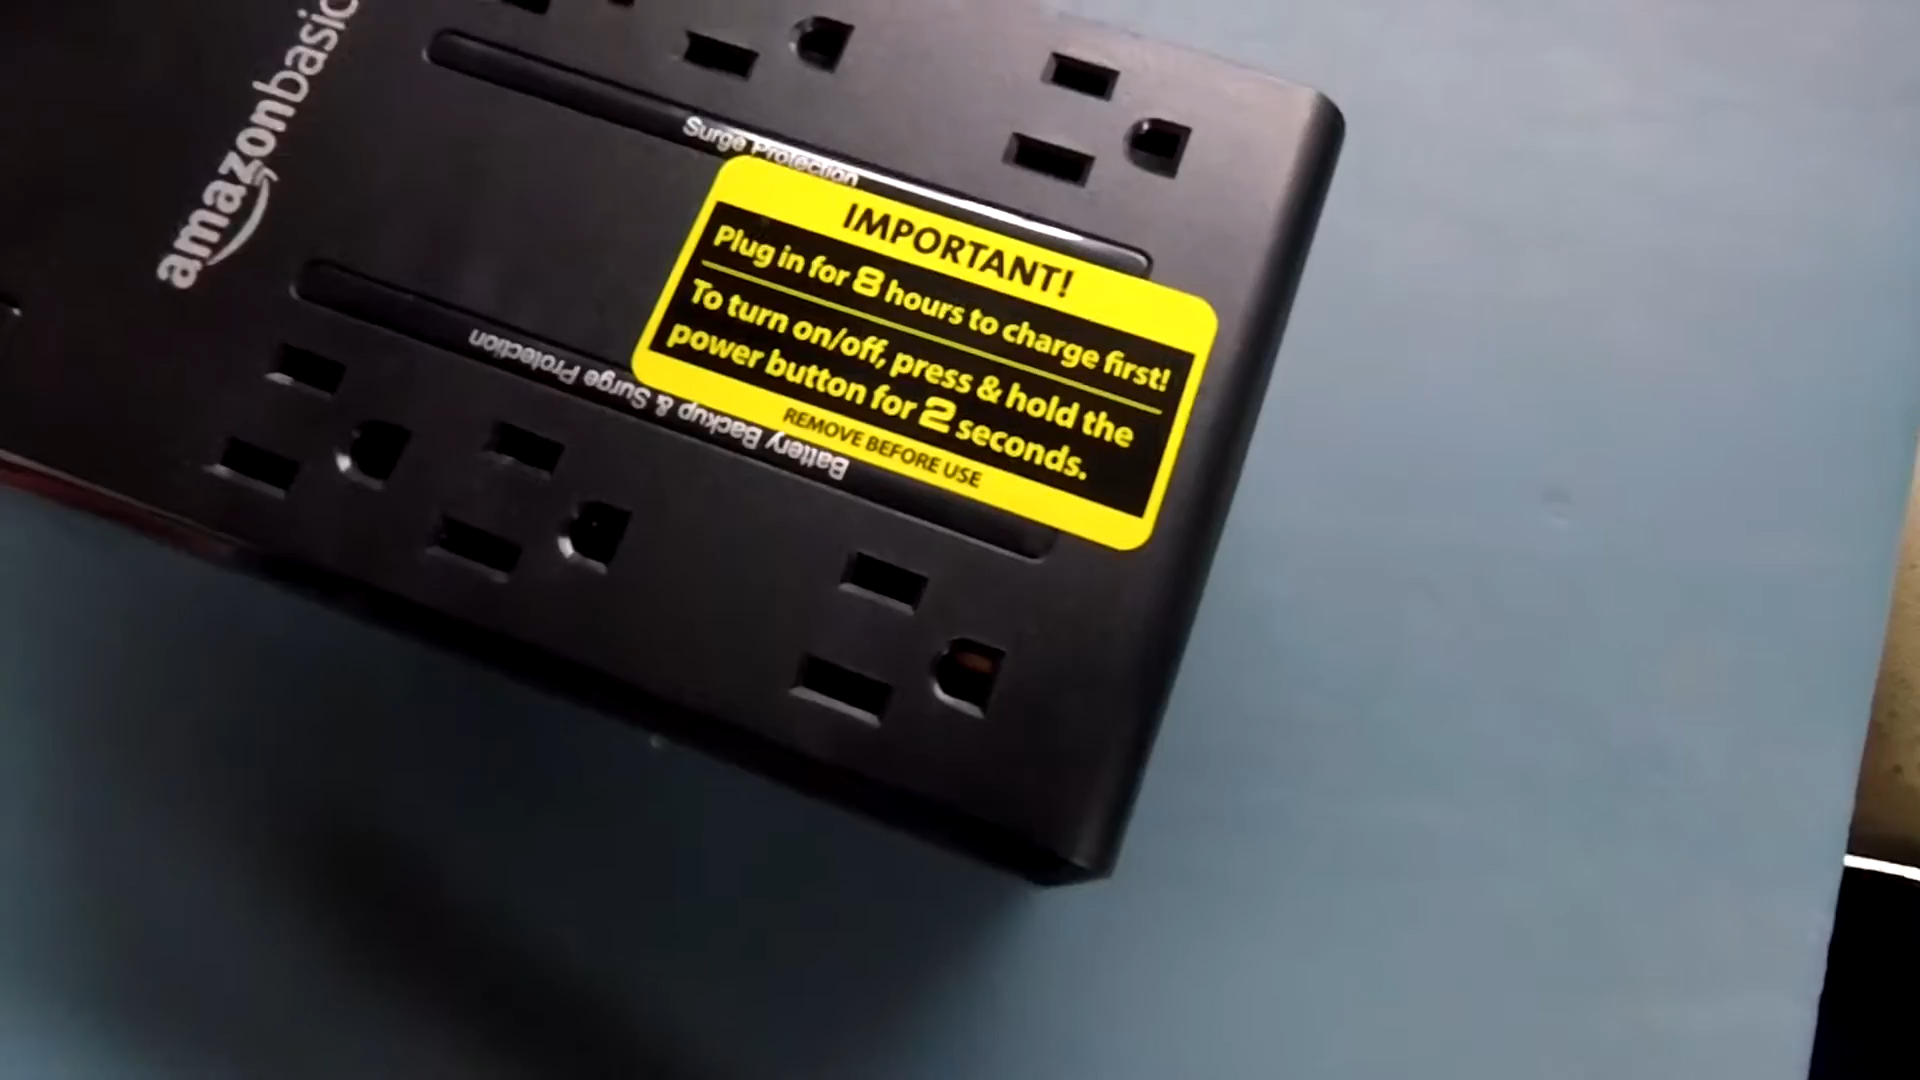 amazonbasic
Surge Protection
IMPORTANT!
Plug in for 8 hours to charge first!
To turn on/off, press & hold the
power button for 2 seconds.
REMOVE BEFORE USE
Battery Backup & Surge Protection